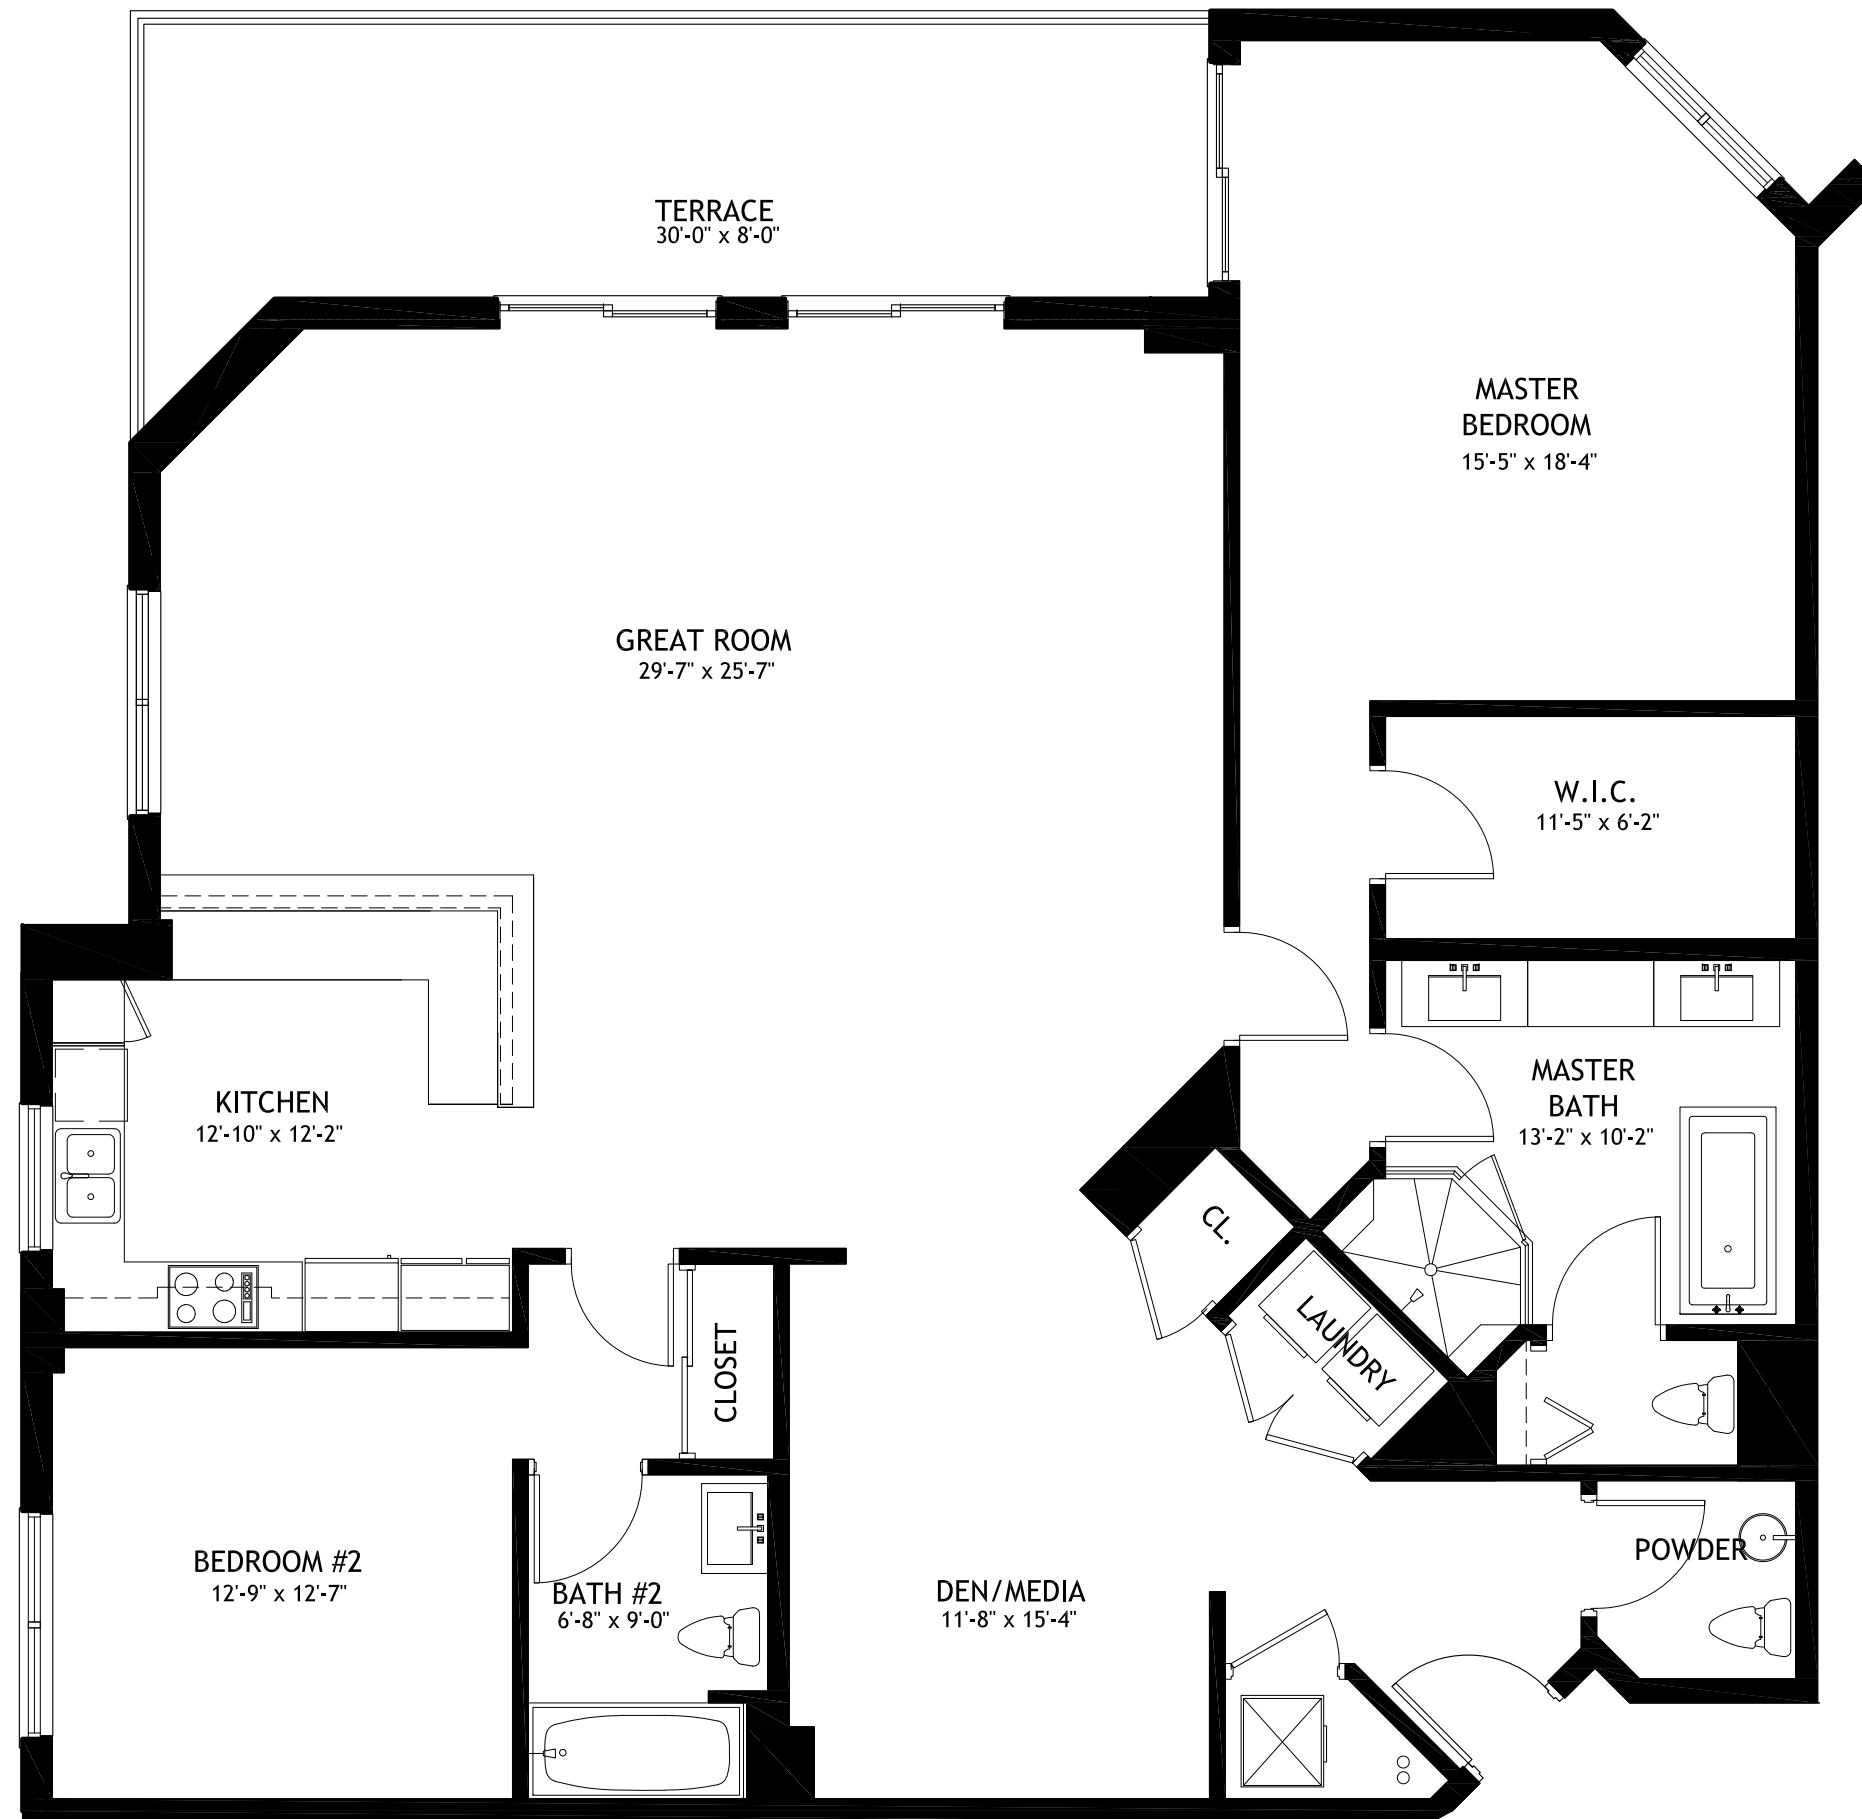 TERRACE
30'-0" x 8'-0"
MASTER
BEDROOM
15'-5" x 18'-4"
GREAT ROOM
29'-7" x 25'-7"
W.I.C.
11'-5" x 6'-2"
KITCHEN
12'-10" x 12'-2"
MASTER
BATH
13'-2" x 10'-2"
CL.
LAUNDRY
CLOSET
BEDROOM #2
12'-9" x 12'-7"
BATH #2
6'-8" x 9'-0"
DEN/MEDIA
11'-8" x 15'-4"
POWDER